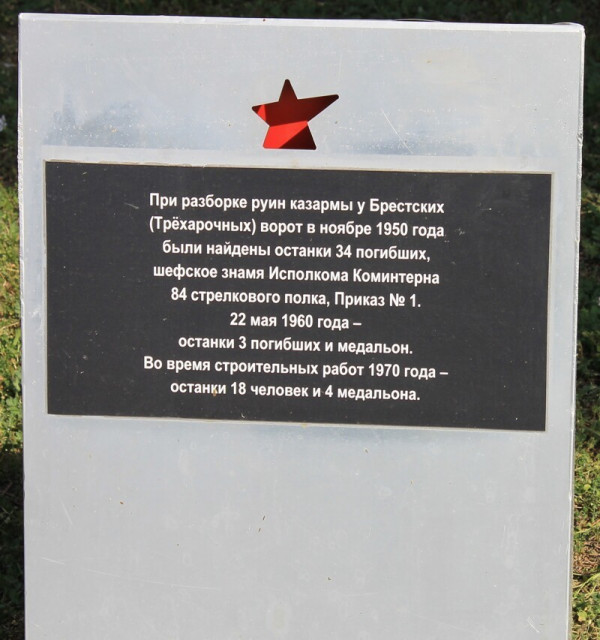 При разборке руин казармы у Брестских
(Трёхарочных) ворот в ноябре 1950 года
были найдены останки 34 погибших,
шефское знамя Исполкома Коминтерна
84 стрелкового полка, Приказ № 1.
22 мая 1960 года –
останки 3 погибших и медальон.
Во время строительных работ 1970 года –
останки 18 человек и 4 медальона.